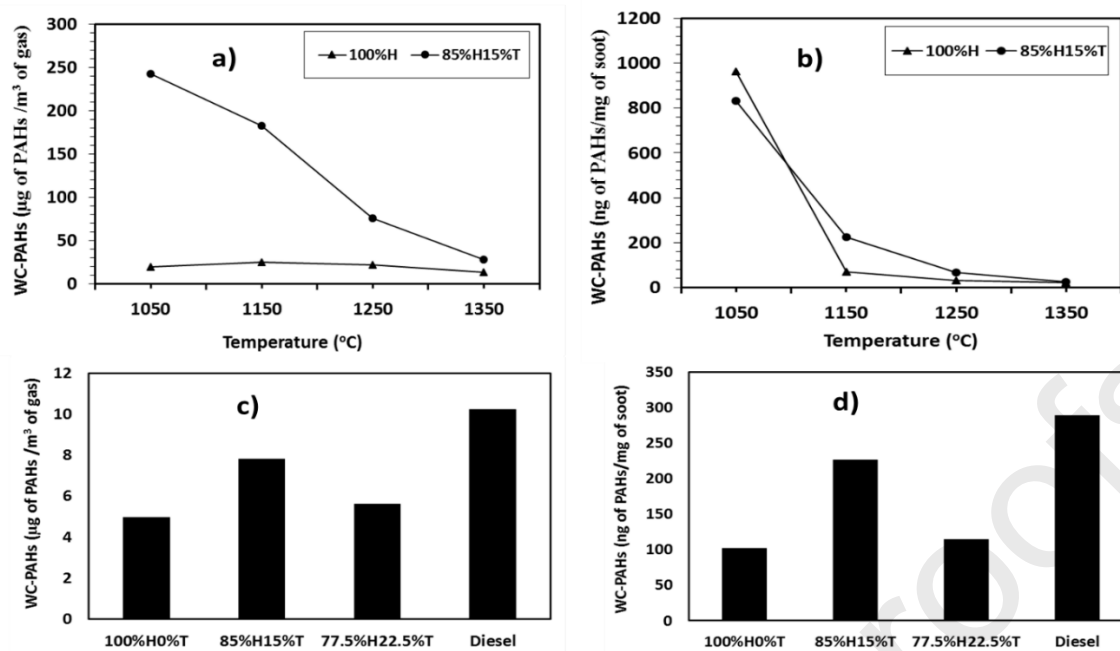 a)
100%H
85%H15%T
WC-PAHs (µg of PAHs /m³ of gas)
300
250
200
150
100
50
0
1050
1150
1250
1350
Temperature (ºC)
b)
100%H
85%H15%T
WC-PAHs (ng of PAHs/mg of soot)
1200
1000
800
600
400
200
0
1050
1150
1250
1350
Temperature (ºC)
c)
WC-PAHs (µg of PAHs /m³ of gas)
12
10
8
6
4
2
0
100%H0%T
85%H15%T
77.5%H22.5%T
Diesel
d)
WC-PAHs (ng of PAHs/mg of soot)
350
300
250
200
150
100
50
0
100%H0%T
85%H15%T
77.5%H22.5%T
Diesel
roofs